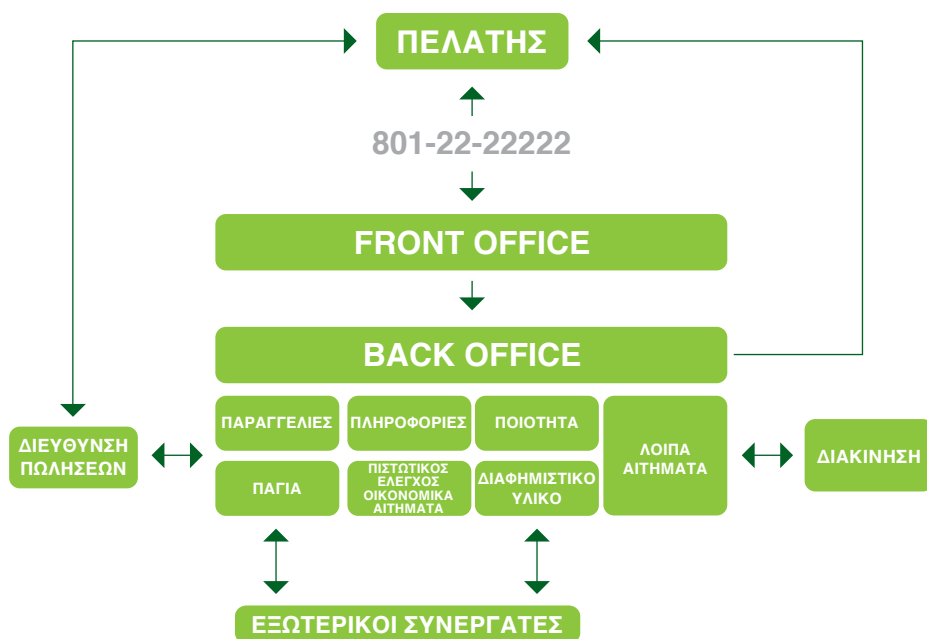 ΠΕΛΑΤΗΣ
801-22-22222
FRONT OFFICE
BACK OFFICE
ΠΑΡΑΓΓΕΛΙΕΣ
ΠΛΗΡΟΦΟΡΙΕΣ
ΠΟΙΟΤΗΤΑ
ΛΟΙΠΑ
ΑΙΤΗΜΑΤΑ
ΔΙΕΥΘΥΝΣΗ
ΠΩΛΗΣΕΩΝ
ΔΙΑΚΙΝΗΣΗ
ΠΑΓΙΑ
ΠΙΣΤΩΤΙΚΟΣ
ΕΛΕΓΧΟΣ
ΟΙΚΟΝΟΜΙΚΑ
ΑΙΤΗΜΑΤΑ
ΔΙΑΦΗΜΙΣΤΙΚΟ
ΥΛΙΚΟ
ΕΞΩΤΕΡΙΚΟΙ ΣΥΝΕΡΓΑΤΕΣ